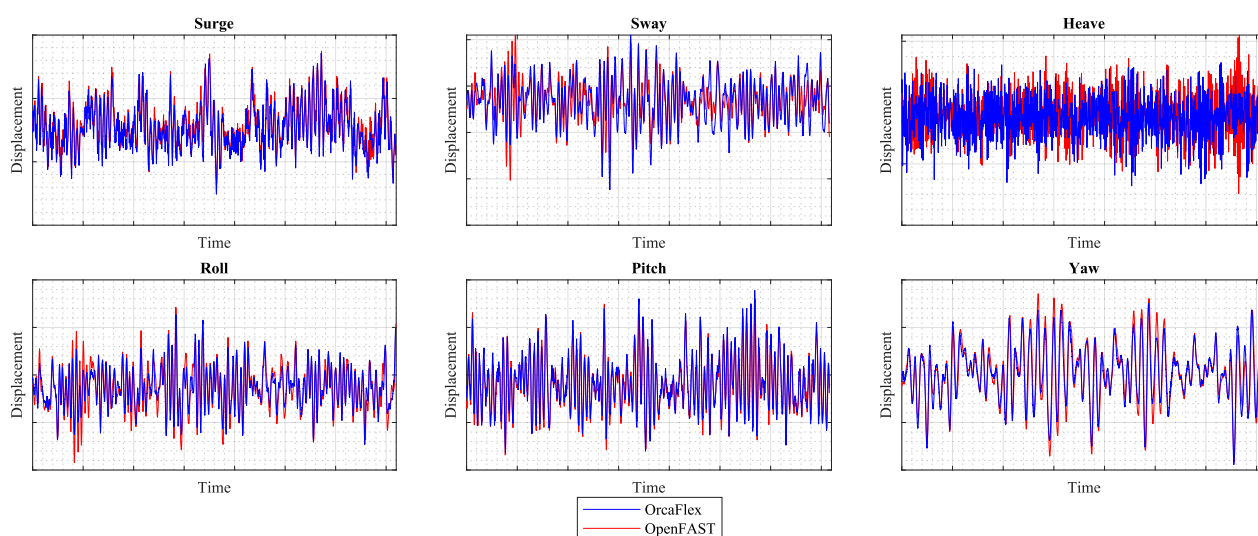 Surge
Displacement
Time
Sway
Displacement
Time
Heave
Displacement
Time
Roll
Displacement
Time
Pitch
Displacement
Time
Yaw
Displacement
Time
OrcaFlex
OpenFAST